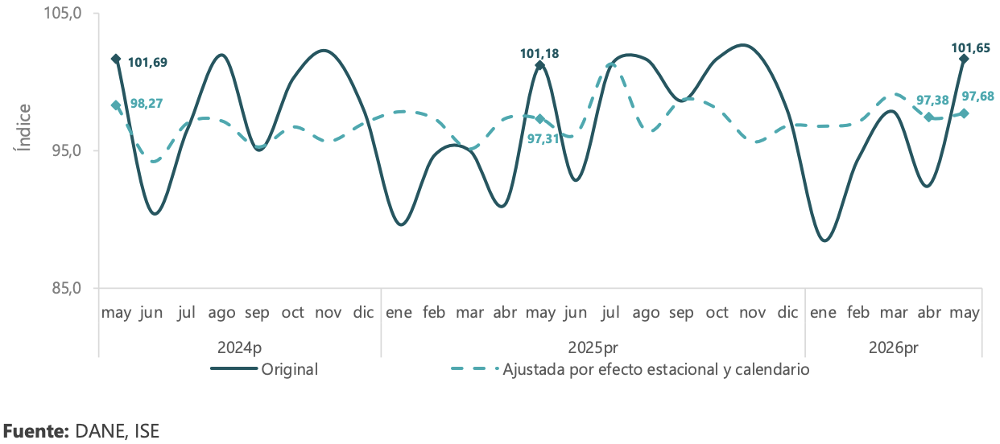 105,0
95,0
85,0
Índice
101,69
98,27
101,18
97,31
97,38
101,65
97,68
may jun jul ago sep oct nov dic ene feb mar abr may jun jul ago sep oct nov dic ene feb mar abr may
2024p 2025pr 2026pr
Original Ajustada por efecto estacional y calendario
Fuente: DANE, ISE